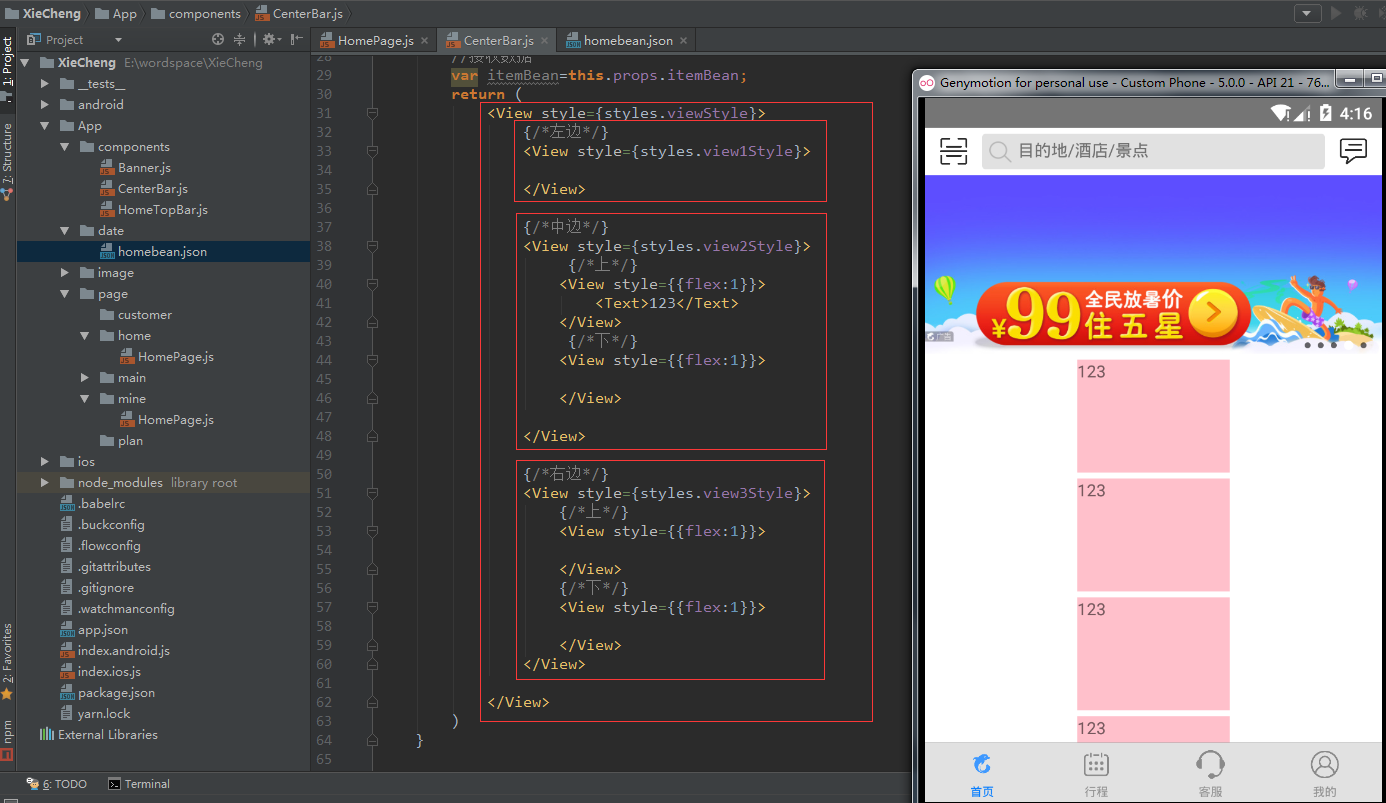 XieCheng App components CenterBar.js
Project
HomePage.js CenterBar.js homebean.json
1: Project
7: Structure
2: Favorites
npm
XieCheng E:\wordspace\XieCheng
__tests__
android
App
components
Banner.js
CenterBar.js
HomeTopBar.js
date
homebean.json
image
page
customer
home
HomePage.js
main
mine
HomePage.js
plan
ios
node_modules library root
.babelrc
.buckconfig
.flowconfig
.gitattributes
.gitignore
.watchmanconfig
app.json
index.android.js
index.ios.js
package.json
yarn.lock
External Libraries
28 //接收数据
29 var itemBean=this.props.itemBean;
30 return (
31 <View style={styles.viewStyle}>
32 {/*左边*/}
33 <View style={styles.view1Style}>
34
35 </View>
36
37 {/*中边*/}
38 <View style={styles.view2Style}>
39 {/*上*/}
40 <View style={{flex:1}}>
41 <Text>123</Text>
42 </View>
43 {/*下*/}
44 <View style={{flex:1}}>
45
46 </View>
47
48 </View>
49
50 {/*右边*/}
51 <View style={styles.view3Style}>
52 {/*上*/}
53 <View style={{flex:1}}>
54
55 </View>
56 {/*下*/}
57 <View style={{flex:1}}>
58
59 </View>
60 </View>
61
62 </View>
63 )
64 }
65
6: TODO Terminal
Genymotion for personal use - Custom Phone - 5.0.0 - API 21 - 76...
4:16
目的地/酒店/景点
¥99 全民放暑价
住五星
广告
123
123
123
123
首页 行程 客服 我的